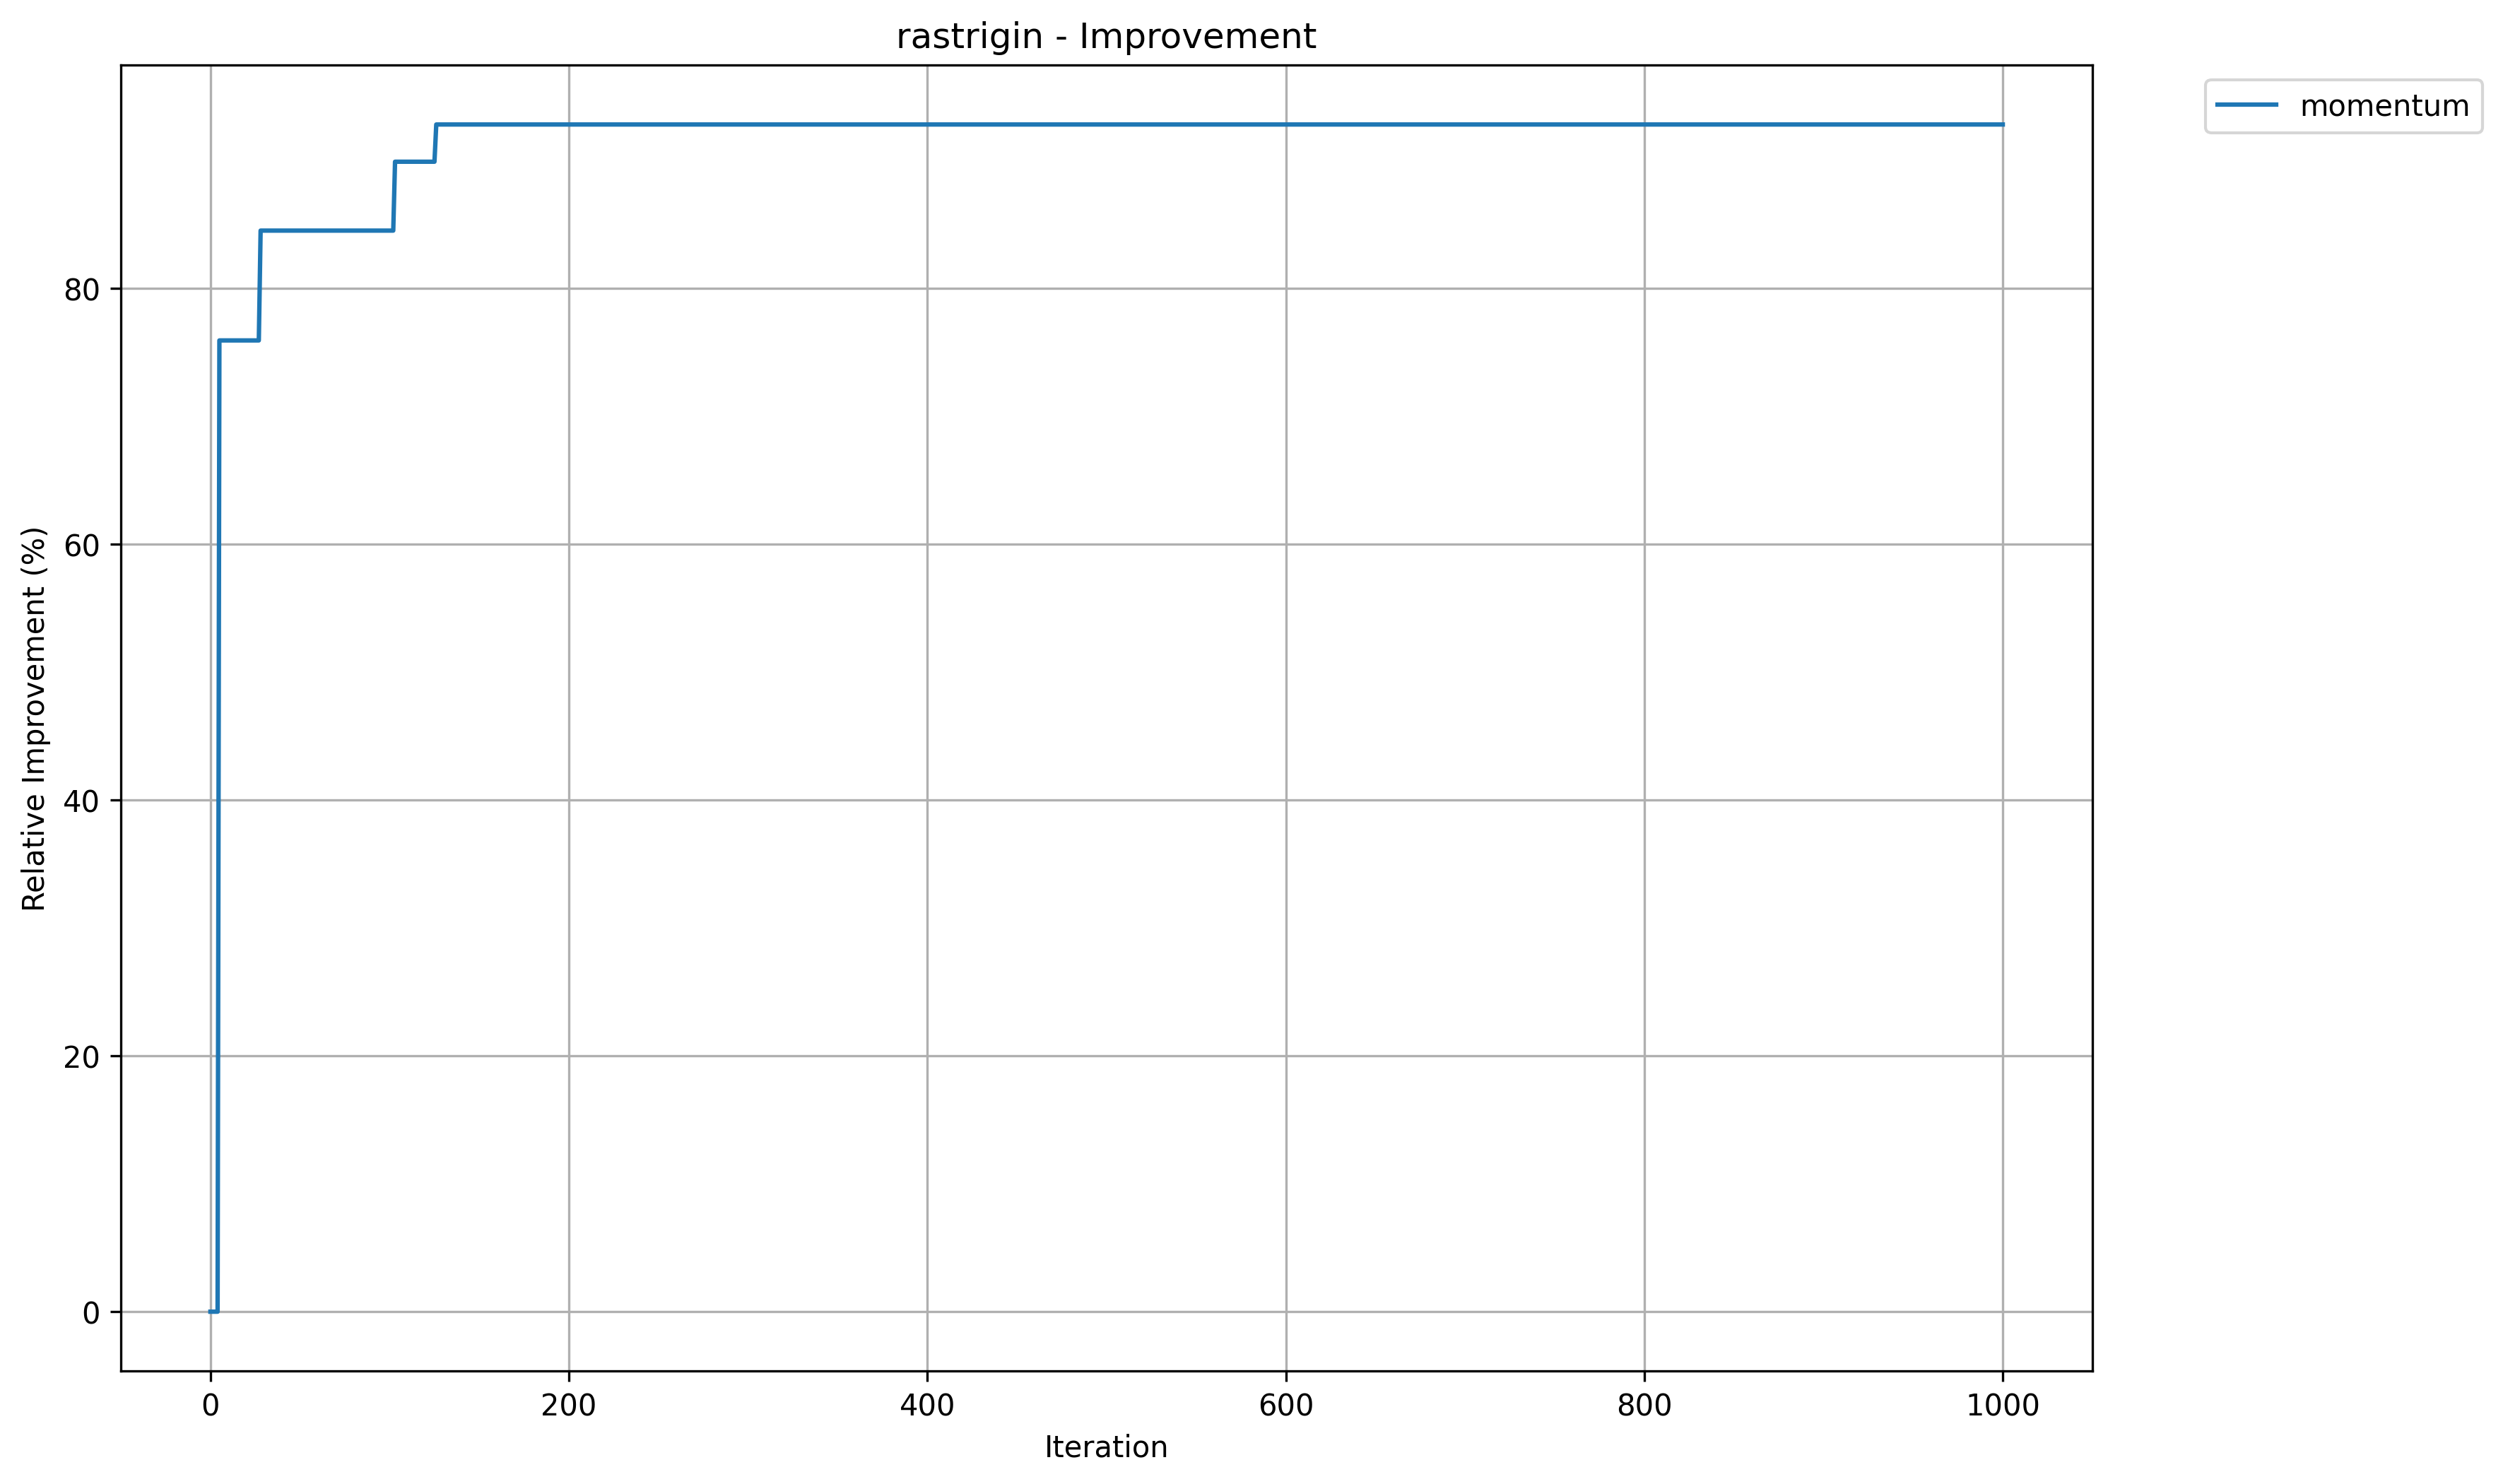 rastrigin - Improvement
momentum
Relative Improvement (%)
80
60
40
20
0
0 200 400 600 800 1000
Iteration